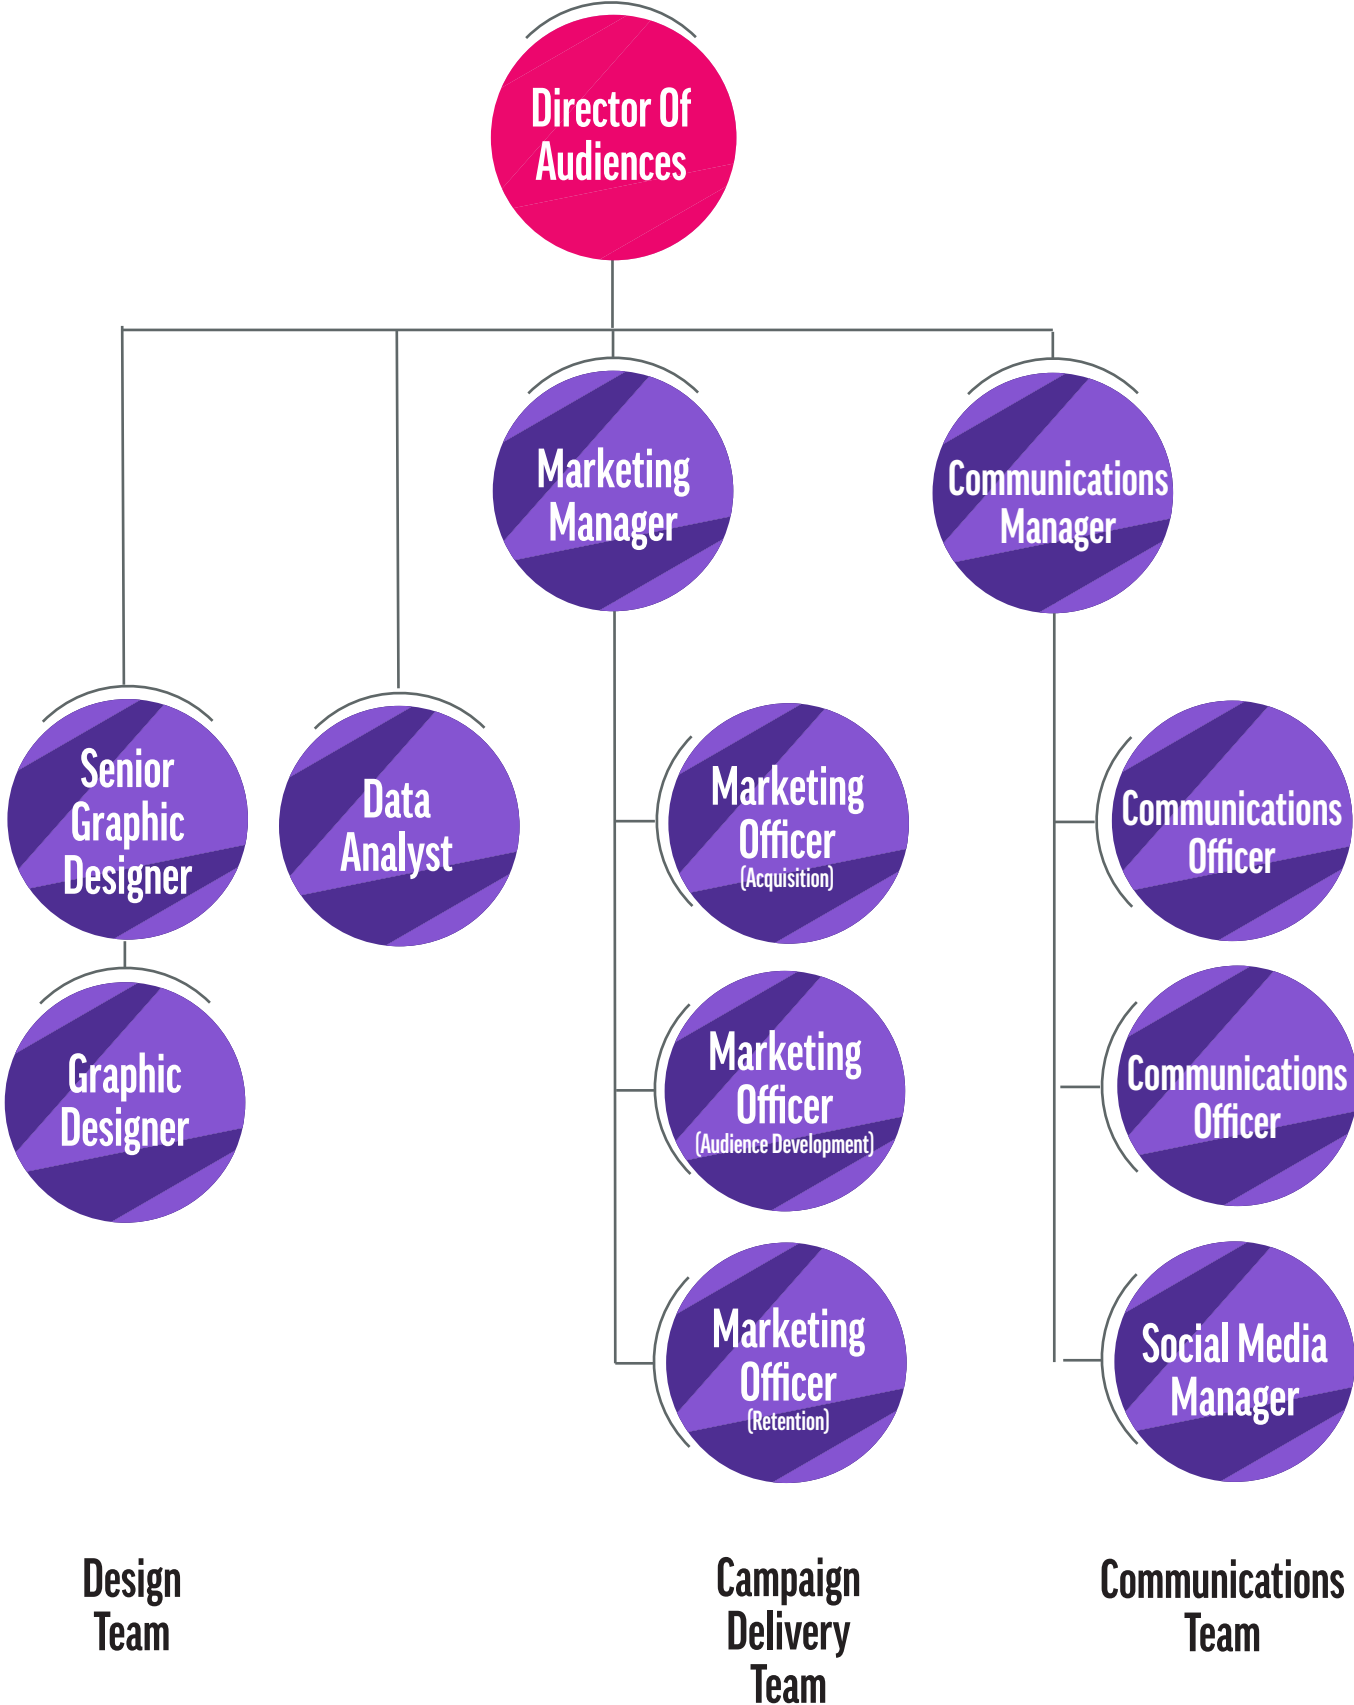 Director Of
Audiences
Marketing
Manager
Communications
Manager
Senior
Graphic
Designer
Data
Analyst
Marketing
Officer
(Acquisition)
Communications
Officer
Graphic
Designer
Marketing
Officer
(Audience Development)
Communications
Officer
Marketing
Officer
(Retention)
Social Media
Manager
Design
Team
Campaign
Delivery
Team
Communications
Team